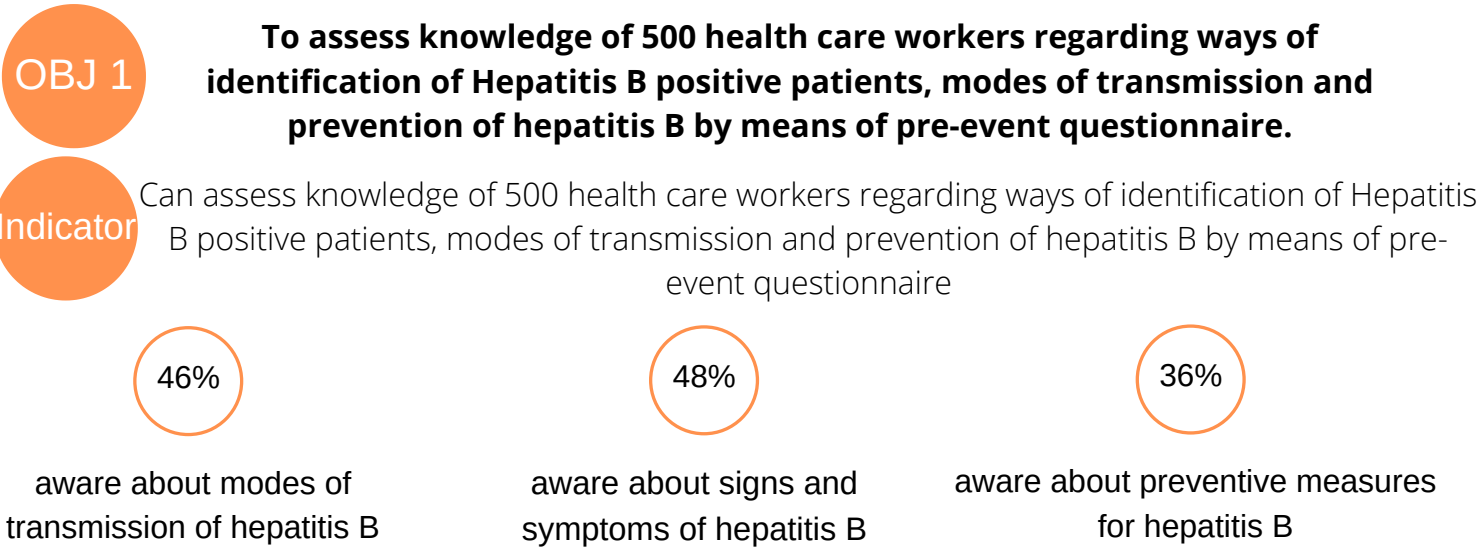 OBJ 1
To assess knowledge of 500 health care workers regarding ways of
identification of Hepatitis B positive patients, modes of transmission and
prevention of hepatitis B by means of pre-event questionnaire.
Indicator
Can assess knowledge of 500 health care workers regarding ways of identification of Hepatitis
B positive patients, modes of transmission and prevention of hepatitis B by means of pre-
event questionnaire
46%
aware about modes of
transmission of hepatitis B
48%
aware about signs and
symptoms of hepatitis B
36%
aware about preventive measures
for hepatitis B